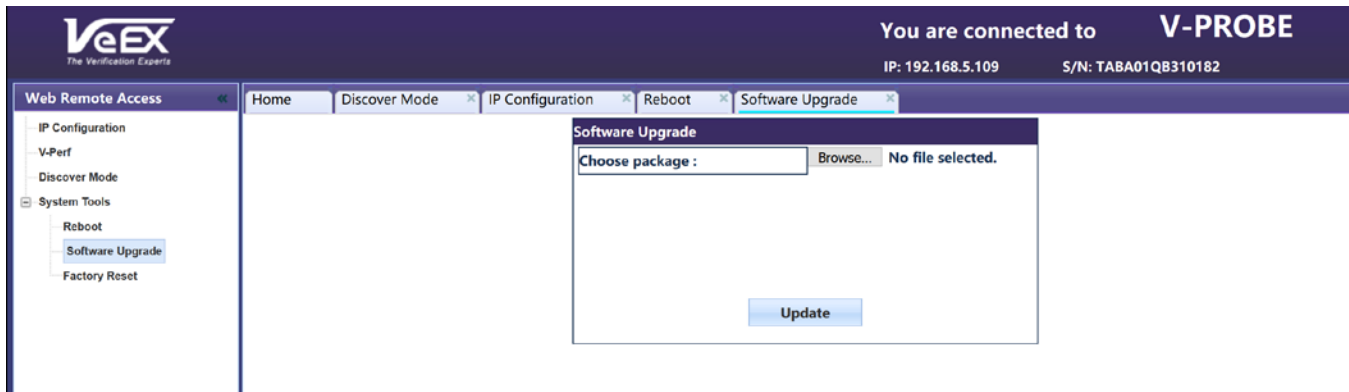 VeEX
The Verification Experts
You are connected to V-PROBE
IP: 192.168.5.109 S/N: TABA01QB310182
Web Remote Access
IP Configuration
V-Perf
Discover Mode
System Tools
Reboot
Software Upgrade
Factory Reset
Home Discover Mode IP Configuration Reboot Software Upgrade
Software Upgrade
Choose package : Browse... No file selected.
Update